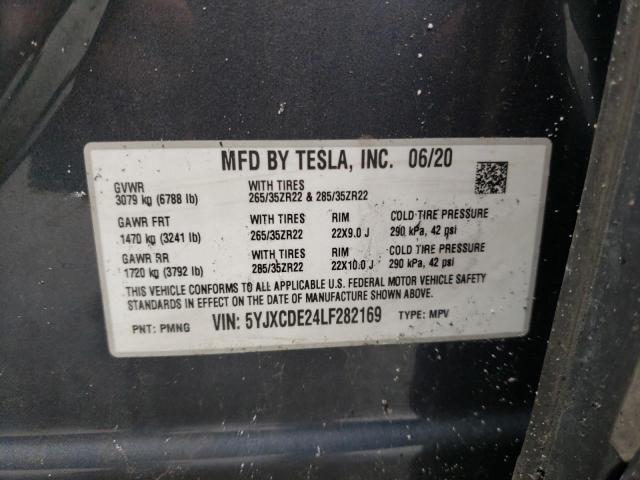 MFD BY TESLA, INC. 06/20
GVWR WITH TIRES
3079 kg (6788 lb) 265/35ZR22 & 285/35ZR22
GAWR FRT WITH TIRES RIM COLD TIRE PRESSURE
1470 kg (3241 lb) 265/35ZR22 22X9.0 J 290 kPa, 42 psi
GAWR RR WITH TIRES RIM COLD TIRE PRESSURE
1720 kg (3792 lb) 285/35ZR22 22X10.0 J 290 kPa, 42 psi
THIS VEHICLE CONFORMS TO ALL APPLICABLE U.S. FEDERAL MOTOR VEHICLE SAFETY
STANDARDS IN EFFECT ON THE DATE OF MANUFACTURE SHOWN ABOVE.
PNT: PMNG VIN: 5YJXCDE24LF282169 TYPE: MPV